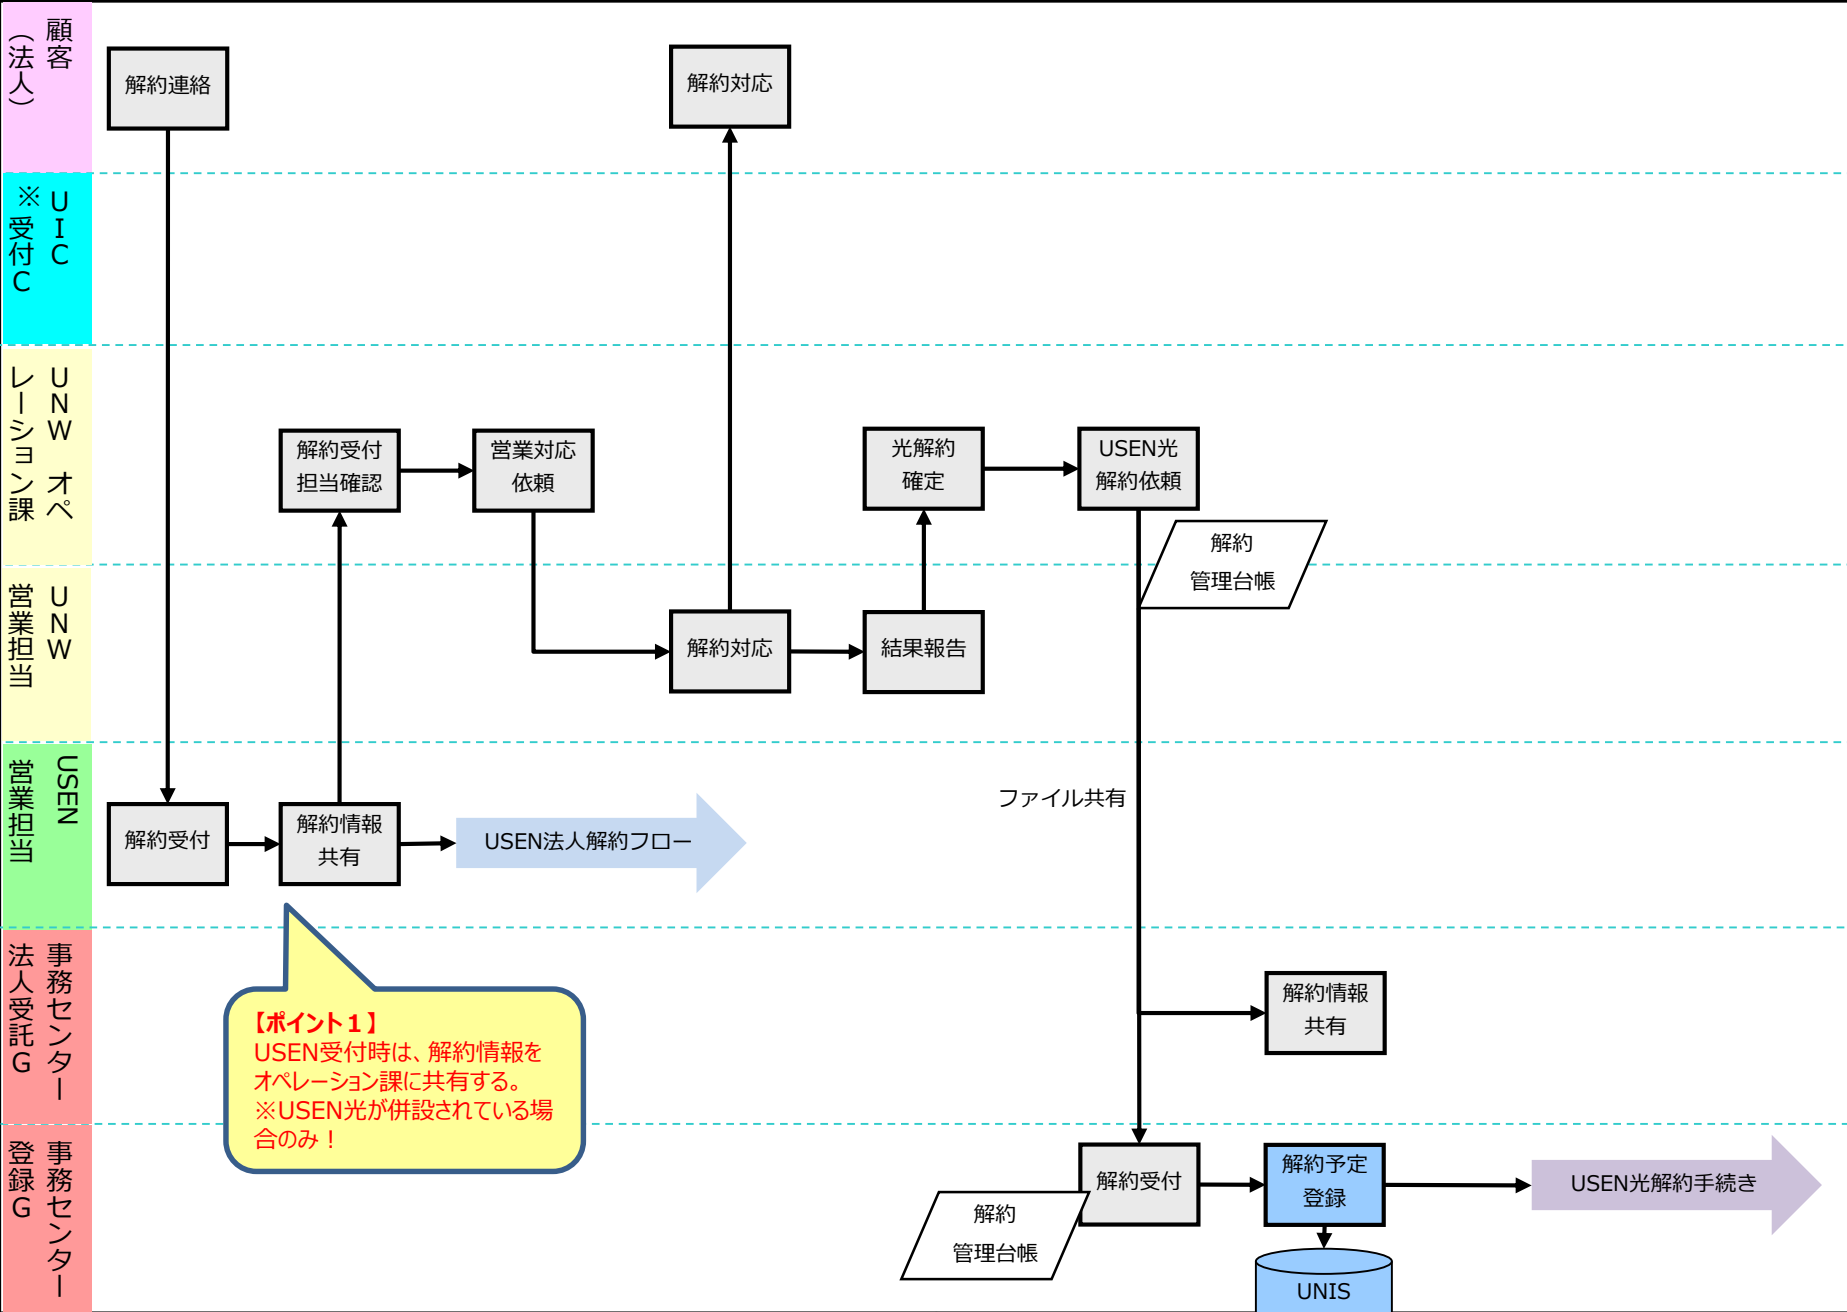 顧客
（法人）
解約連絡
解約対応
UIC
※受付C
UNW オペ
レーション課
解約受付
担当確認
営業対応
依頼
光解約
確定
USEN光
解約依頼
解約
管理台帳
UNW
営業担当
解約対応
結果報告
USEN
営業担当
解約受付
解約情報
共有
USEN法人解約フロー
ファイル共有
事務センター
法人受託G
【ポイント１】
USEN受付時は、解約情報を
オペレーション課に共有する。
※USEN光が併設されている場
合のみ！
解約情報
共有
事務センター
登録G
解約受付
解約
管理台帳
解約予定
登録
USEN光解約手続き
UNIS